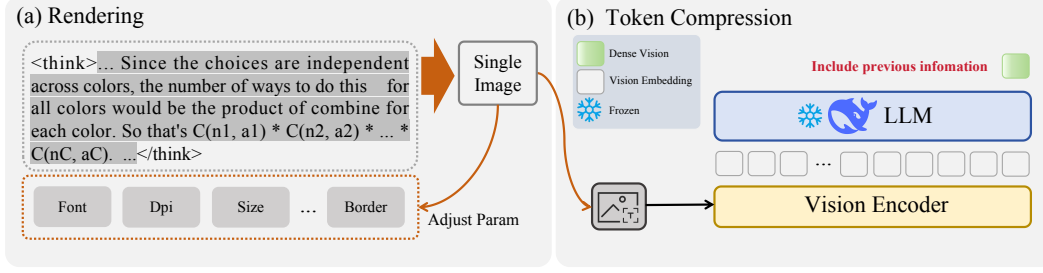 (a) Rendering
<think>... Since the choices are independent
across colors, the number of ways to do this for
all colors would be the product of combine for
each color. So that's C(n1, a1) * C(n2, a2) * ... *
C(nC, aC). ...</think>
Single
Image
Font
Dpi
Size
...
Border
Adjust Param
(b) Token Compression
Dense Vision
Vision Embedding
Frozen
Include previous infomation
LLM
...
Vision Encoder
T